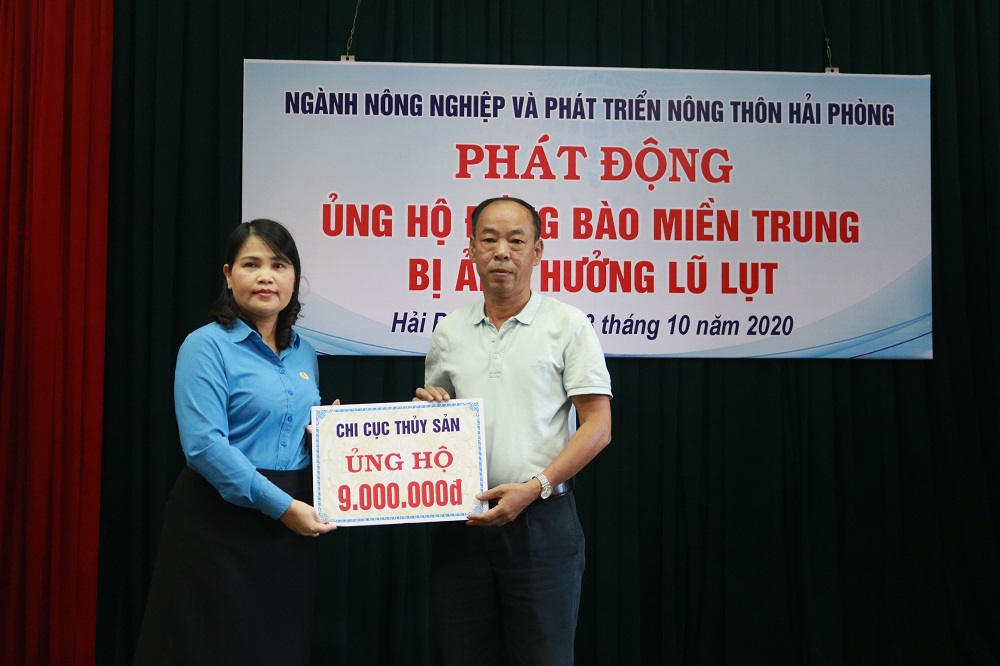 NGÀNH NÔNG NGHIỆP VÀ PHÁT TRIỂN NÔNG THÔN HẢI PHÒNG
PHÁT ĐỘNG
ỦNG HỘ BÀO MIỀN TRUNG
BỊ HƯỞNG LŨ LỤT
HẢI tháng 10 năm 2020
CHI CỤC THỦY SẢN
ỦNG HỘ
9.000.000đ